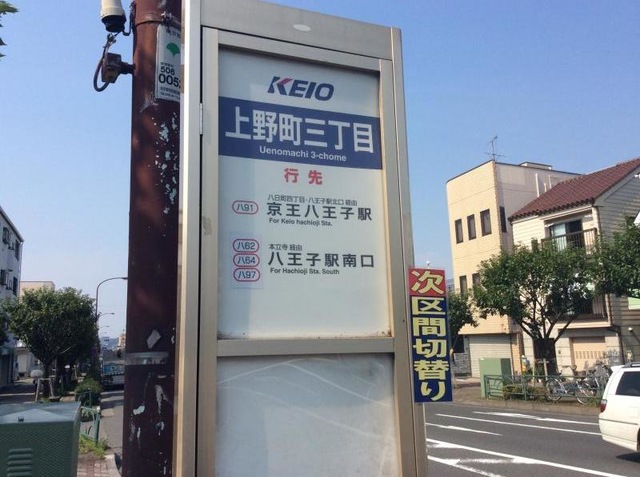 KEIO
上野町三丁目
Uenomachi 3-chome
行先
八日町四丁目・八王子駅北口 経由
八91 京王八王子駅
For Keio hachioji Sta.
本立寺 経由
八62
八64 八王子駅南口
八97 For Hachioji Sta. South
次区間切替り
508